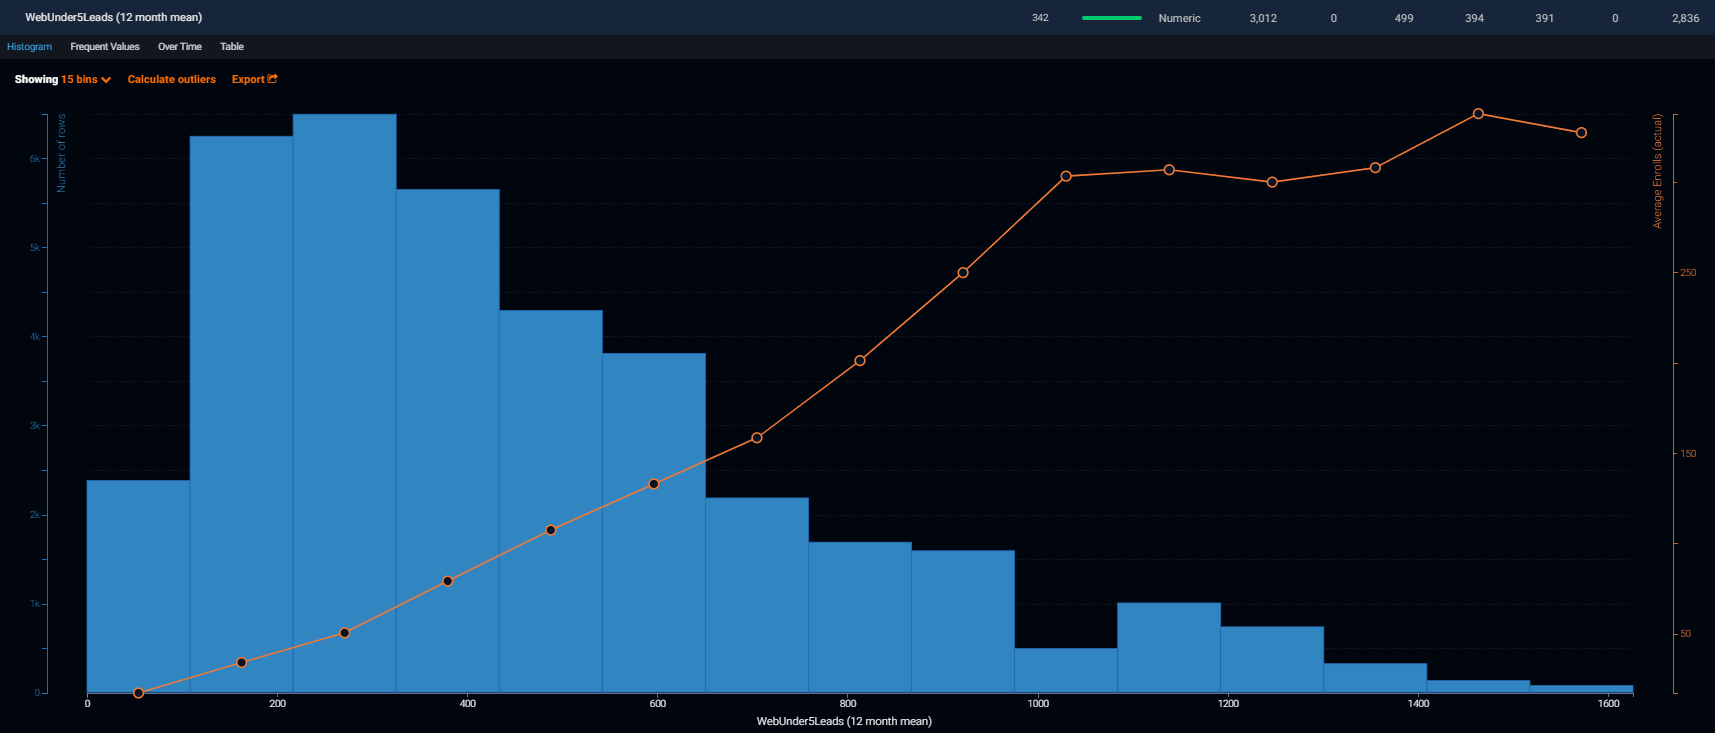 WebUnder5Leads (12 month mean) 342 Numeric 3,012 0 499 394 391 0 2,836
Histogram Frequent Values Over Time Table
Showing 15 bins Calculate outliers Export
Number of rows
6k
5k
4k
3k
2k
1k
0
Average Enrolls (actual)
250
150
50
0 200 400 600 800 1000 1200 1400 1600
WebUnder5Leads (12 month mean)